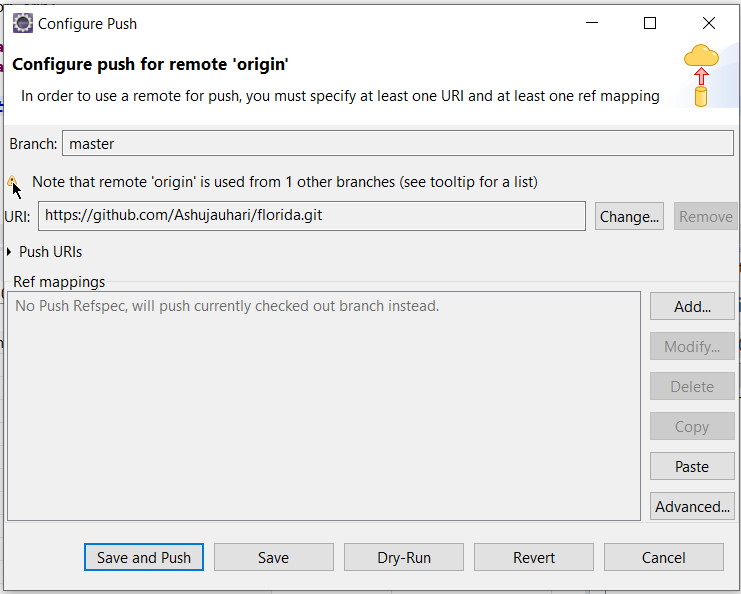 Configure Push
Configure push for remote 'origin'
In order to use a remote for push, you must specify at least one URI and at least one ref mapping
Branch: master
Note that remote 'origin' is used from 1 other branches (see tooltip for a list)
URI: https://github.com/Ashujauhari/florida.git Change... Remove
Push URIs
Ref mappings
No Push Refspec, will push currently checked out branch instead.
Add...
Modify...
Delete
Copy
Paste
Advanced...
Save and Push Save Dry-Run Revert Cancel